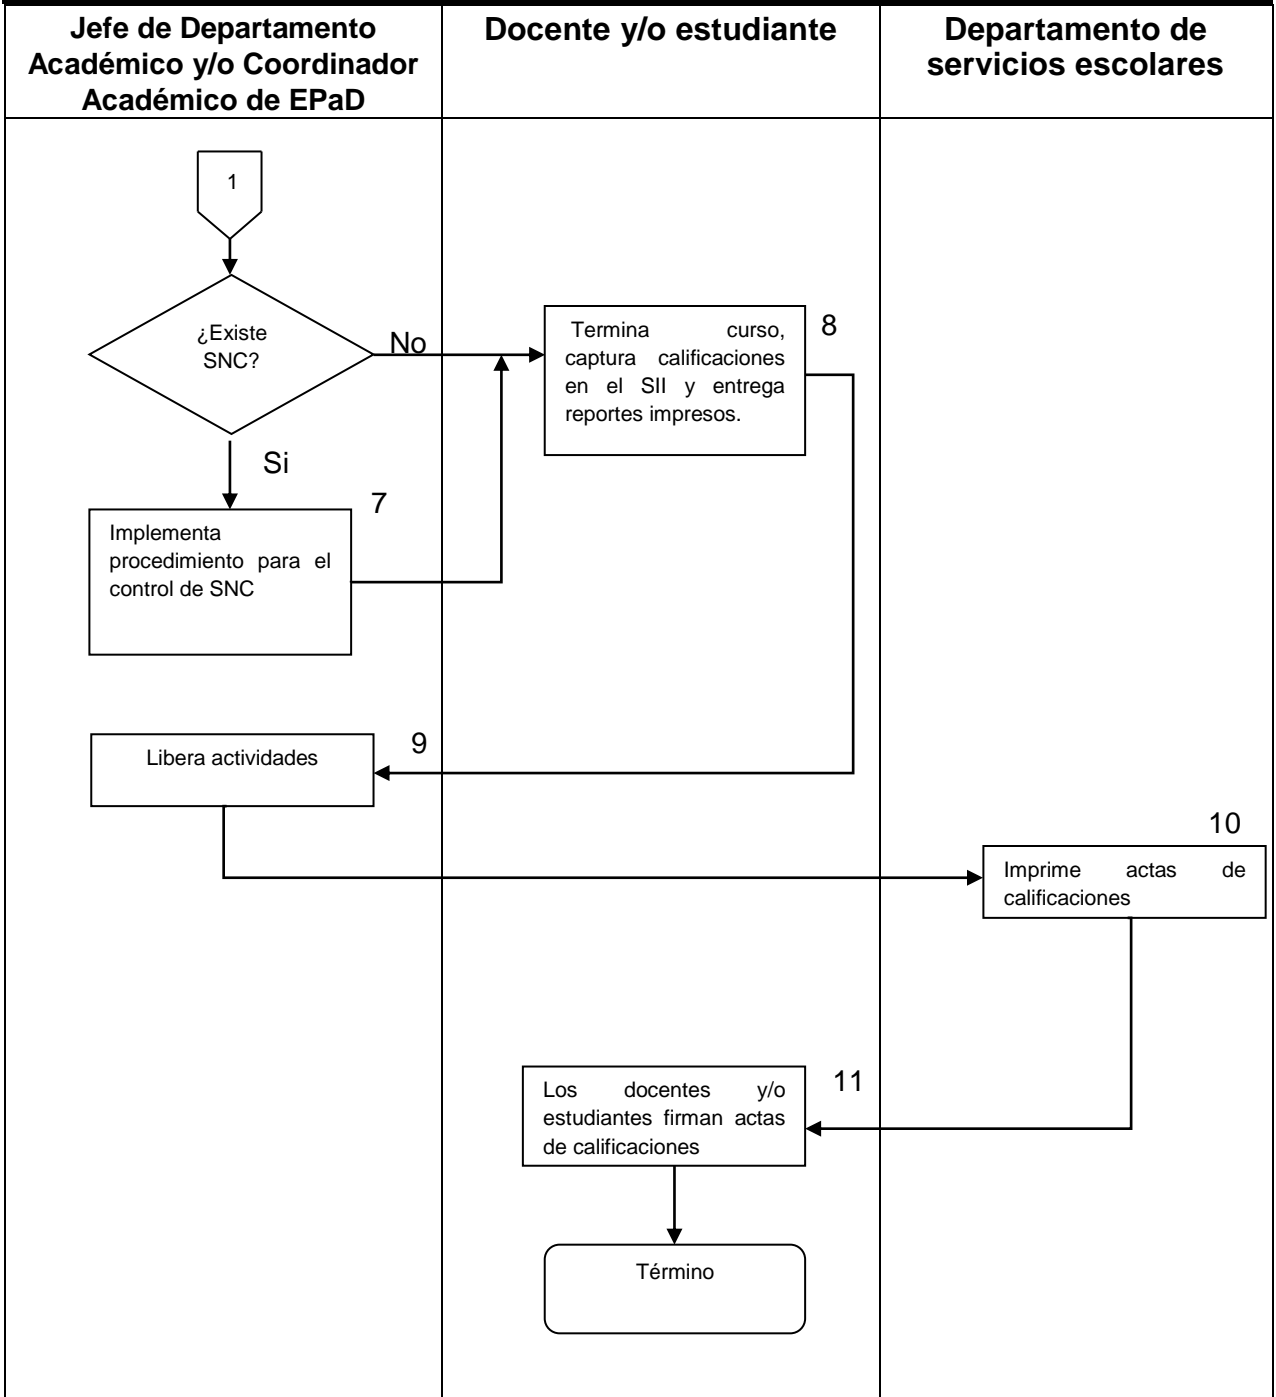 Jefe de Departamento
Académico y/o Coordinador
Académico de EPaD
Docente y/o estudiante
Departamento de
servicios escolares
1
¿Existe
SNC?
No
Si
7
Implementa
procedimiento para el
control de SNC
8
Termina curso,
captura calificaciones
en el SII y entrega
reportes impresos.
9
Libera actividades
10
Imprime actas de
calificaciones
11
Los docentes y/o
estudiantes firman actas
de calificaciones
Término